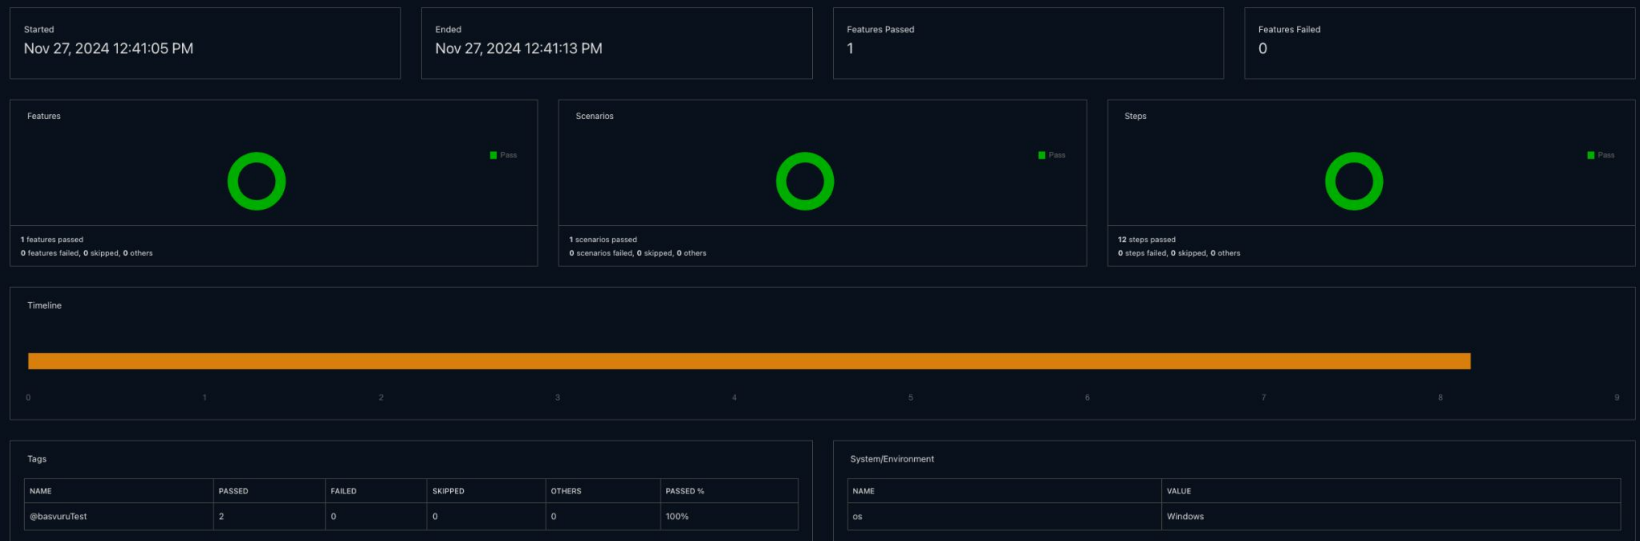 Started
Nov 27, 2024 12:41:05 PM
Ended
Nov 27, 2024 12:41:13 PM
Features Passed
1
Features Failed
0
Features
Pass
1 features passed
0 features failed, 0 skipped, 0 others
Scenarios
Pass
1 scenarios passed
0 scenarios failed, 0 skipped, 0 others
Steps
Pass
12 steps passed
0 steps failed, 0 skipped, 0 others
Timeline
0 1 2 3 4 5 6 7 8 9
Tags
NAME PASSED FAILED SKIPPED OTHERS PASSED %
@basvuruTest 2 0 0 0 100%
System/Environment
NAME VALUE
os Windows